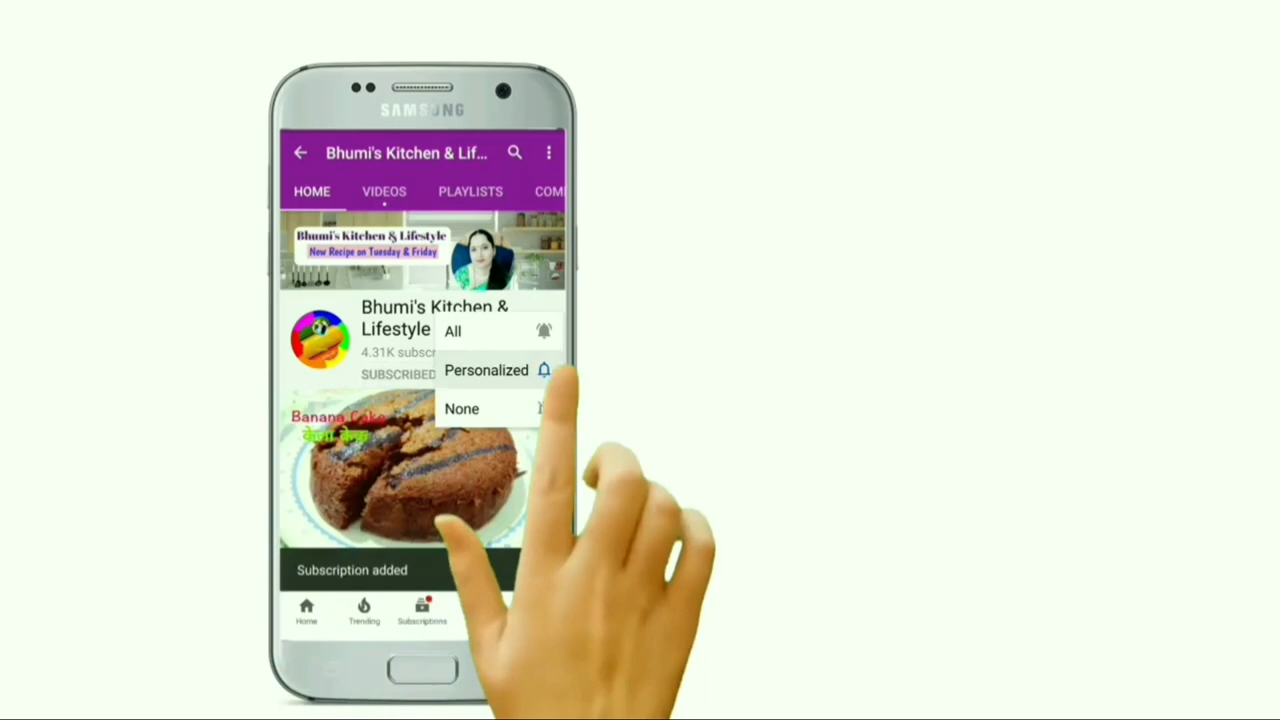 SAMSUNG
Bhumi's Kitchen & Lif...
HOME VIDEOS PLAYLISTS COM
Bhumi's Kitchen & Lifestyle
New Recipe on Tuesday & Friday
Bhumi's Kitchen &
Lifestyle
4.31K subscr
SUBSCRIBED
All
Personalized
None
Banana Cake
केला केक
Subscription added
Home Trending Subscriptions